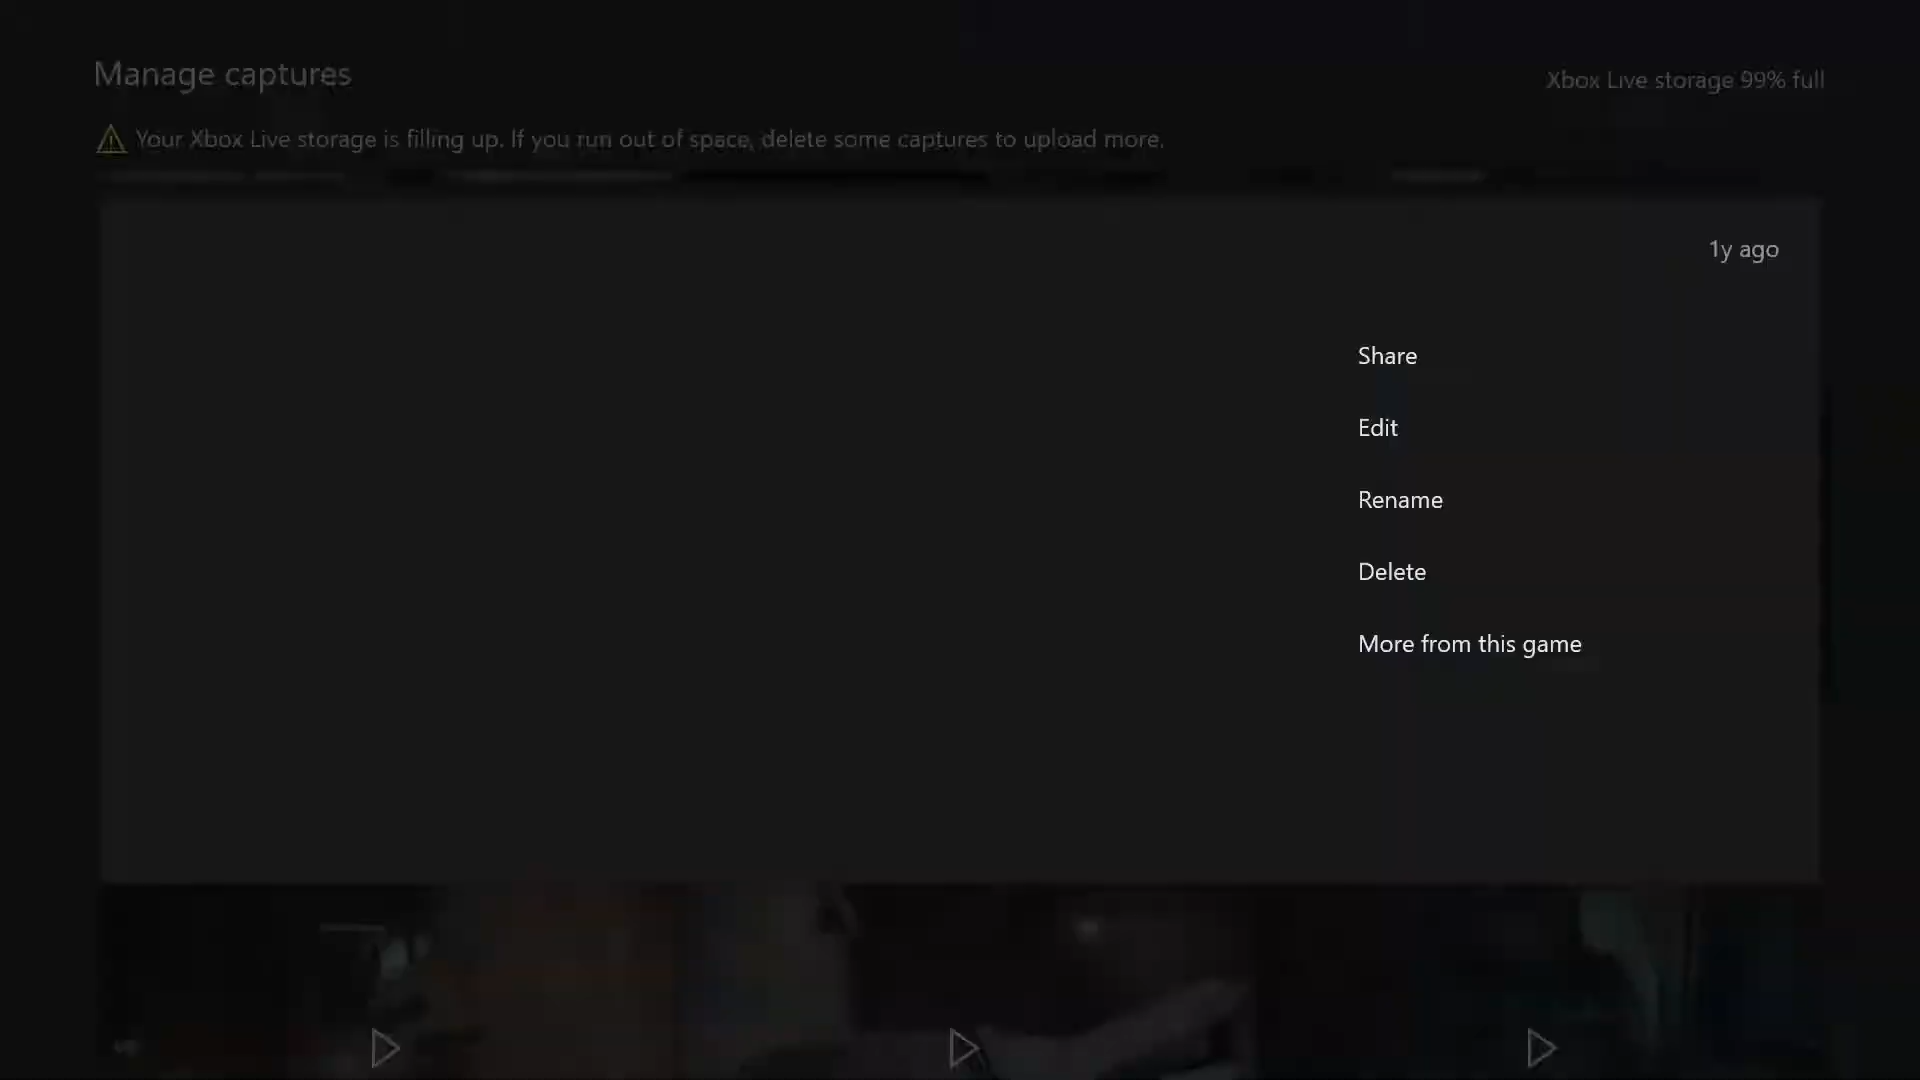 Manage captures
Xbox Live storage 99% full
Your Xbox Live storage is filling up. If you run out of space, delete some captures to upload more.
1y ago
Share
Edit
Rename
Delete
More from this game